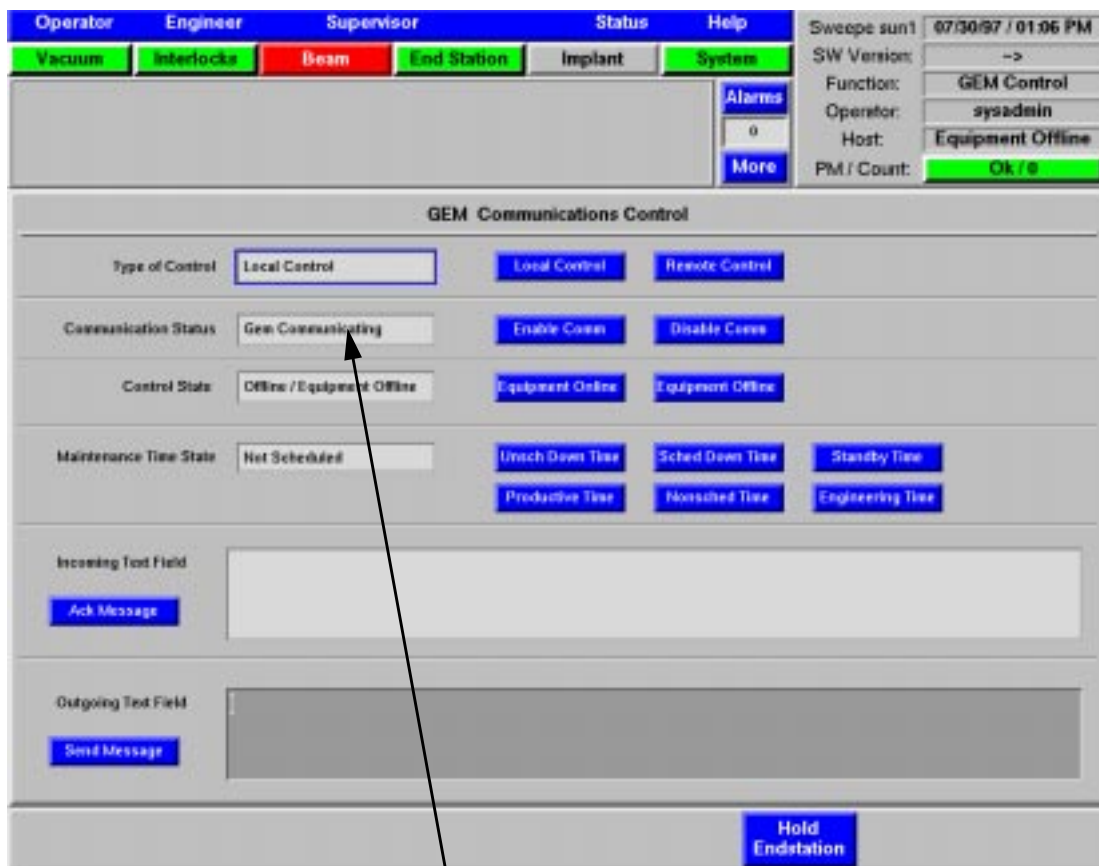 Operator Engineer Supervisor Status Help
Vacuum Interlocks Beam End Station Implant System
Alarms
0
More
Sweepe sun1 07/30/97 / 01:06 PM
SW Version: -->
Function: GEM Control
Operator: sysadmin
Host: Equipment Offline
PM / Count: Ok / 0
GEM Communications Control
Type of Control Local Control Local Control Remote Control
Communication Status Gem Communicating Enable Comm Disable Comm
Control State Offline / Equipment Offline Equipment Online Equipment Offline
Maintenance Time State Not Scheduled Unsch Down Time Sched Down Time Standby Time
Productive Time Nonsched Time Engineering Time
Incoming Text Field
Ack Message
Outgoing Text Field
Send Message
Hold
Endstation